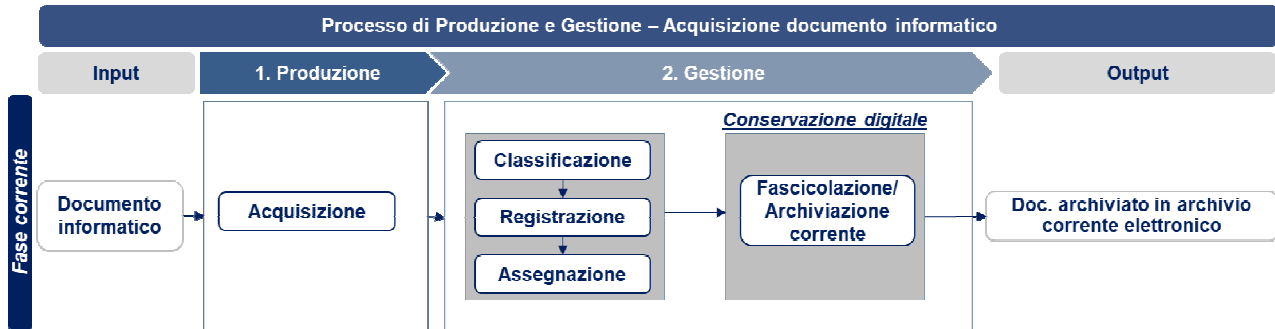 Processo di Produzione e Gestione – Acquisizione documento informatico
Input
1. Produzione
2. Gestione
Output
Fase corrente
Documento
informatico
Acquisizione
Classificazione
Registrazione
Assegnazione
Conservazione digitale
Fascicolazione/
Archiviazione
corrente
Doc. archiviato in archivio
corrente elettronico